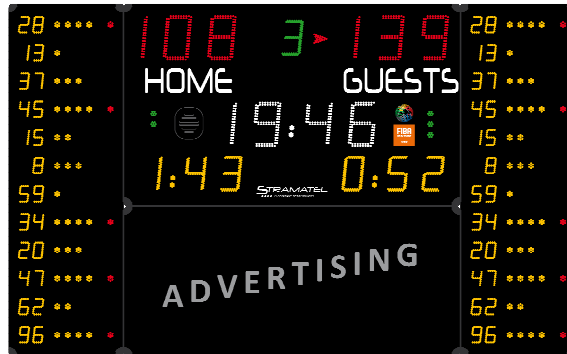 28 108 3 139 28
13 13
37 HOME GUESTS 37
45 19:46 45
15 FIBA 15
8 1:43 0:52 8
59 STRAMATEL 59
34 34
20 ADVERTISING 20
47 47
62 62
96 96